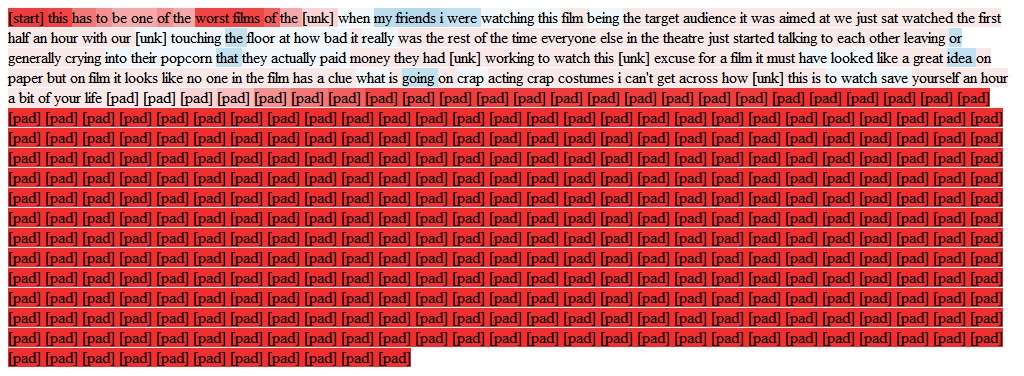 [start] this has to be one of the worst films of the [unk] when my friends i were watching this film being the target audience it was aimed at we just sat watched the first
half an hour with our [unk] touching the floor at how bad it really was the rest of the time everyone else in the theatre just started talking to each other leaving or
generally crying into their popcorn that they actually paid money they had [unk] working to watch this [unk] excuse for a film it must have looked like a great idea on
paper but on film it looks like no one in the film has a clue what is going on crap acting crap costumes i can't get across how [unk] this is to watch save yourself an hour
a bit of your life [pad] [pad] [pad] [pad] [pad] [pad] [pad] [pad] [pad] [pad] [pad] [pad] [pad] [pad] [pad] [pad] [pad] [pad] [pad] [pad] [pad] [pad] [pad] [pad]
[pad] [pad] [pad] [pad] [pad] [pad] [pad] [pad] [pad] [pad] [pad] [pad] [pad] [pad] [pad] [pad] [pad] [pad] [pad] [pad] [pad] [pad] [pad] [pad] [pad] [pad] [pad]
[pad] [pad] [pad] [pad] [pad] [pad] [pad] [pad] [pad] [pad] [pad] [pad] [pad] [pad] [pad] [pad] [pad] [pad] [pad] [pad] [pad] [pad] [pad] [pad] [pad] [pad] [pad]
[pad] [pad] [pad] [pad] [pad] [pad] [pad] [pad] [pad] [pad] [pad] [pad] [pad] [pad] [pad] [pad] [pad] [pad] [pad] [pad] [pad] [pad] [pad] [pad] [pad] [pad] [pad]
[pad] [pad] [pad] [pad] [pad] [pad] [pad] [pad] [pad] [pad] [pad] [pad] [pad] [pad] [pad] [pad] [pad] [pad] [pad] [pad] [pad] [pad] [pad] [pad] [pad] [pad] [pad]
[pad] [pad] [pad] [pad] [pad] [pad] [pad] [pad] [pad] [pad] [pad] [pad] [pad] [pad] [pad] [pad] [pad] [pad] [pad] [pad] [pad] [pad] [pad] [pad] [pad] [pad] [pad]
[pad] [pad] [pad] [pad] [pad] [pad] [pad] [pad] [pad] [pad] [pad] [pad] [pad] [pad] [pad] [pad] [pad] [pad] [pad] [pad] [pad] [pad] [pad] [pad] [pad] [pad] [pad]
[pad] [pad] [pad] [pad] [pad] [pad] [pad] [pad] [pad] [pad] [pad] [pad] [pad] [pad] [pad] [pad] [pad] [pad] [pad] [pad] [pad] [pad] [pad] [pad] [pad] [pad] [pad]
[pad] [pad] [pad] [pad] [pad] [pad] [pad] [pad] [pad] [pad] [pad] [pad] [pad] [pad] [pad] [pad] [pad] [pad] [pad] [pad] [pad] [pad] [pad] [pad] [pad] [pad] [pad]
[pad] [pad] [pad] [pad] [pad] [pad] [pad] [pad] [pad] [pad] [pad] [pad] [pad] [pad] [pad] [pad] [pad] [pad] [pad] [pad] [pad] [pad] [pad] [pad] [pad] [pad] [pad]
[pad] [pad] [pad] [pad] [pad] [pad] [pad] [pad] [pad] [pad] [pad] [pad] [pad] [pad] [pad] [pad] [pad] [pad] [pad] [pad] [pad] [pad] [pad] [pad] [pad] [pad] [pad]
[pad] [pad] [pad] [pad] [pad] [pad] [pad] [pad] [pad] [pad] [pad] [pad] [pad] [pad] [pad] [pad] [pad] [pad] [pad] [pad] [pad] [pad] [pad] [pad] [pad] [pad] [pad]
[pad] [pad] [pad] [pad] [pad] [pad] [pad] [pad] [pad] [pad] [pad] [pad] [pad] [pad] [pad] [pad] [pad] [pad] [pad] [pad] [pad] [pad] [pad] [pad] [pad] [pad] [pad]
[pad] [pad] [pad] [pad] [pad] [pad] [pad] [pad] [pad] [pad] [pad]